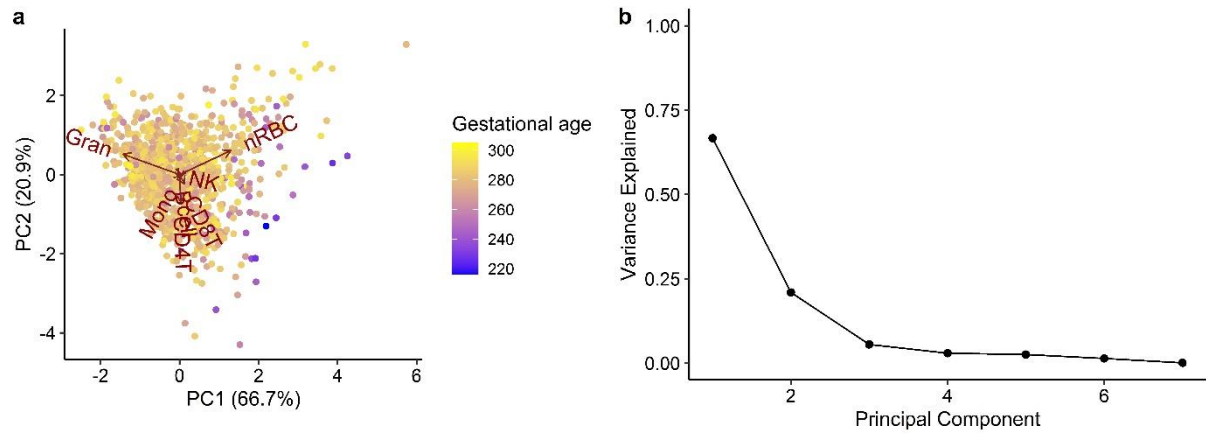 a
PC2 (20.9%)
2
0
-2
-4
Gran
nRBC
NK
Mono
Bcell
CD8T
CD4T
-2
0
2
4
6
PC1 (66.7%)
Gestational age
300
280
260
240
220
b
Variance Explained
1.00
0.75
0.50
0.25
0.00
2
4
6
Principal Component